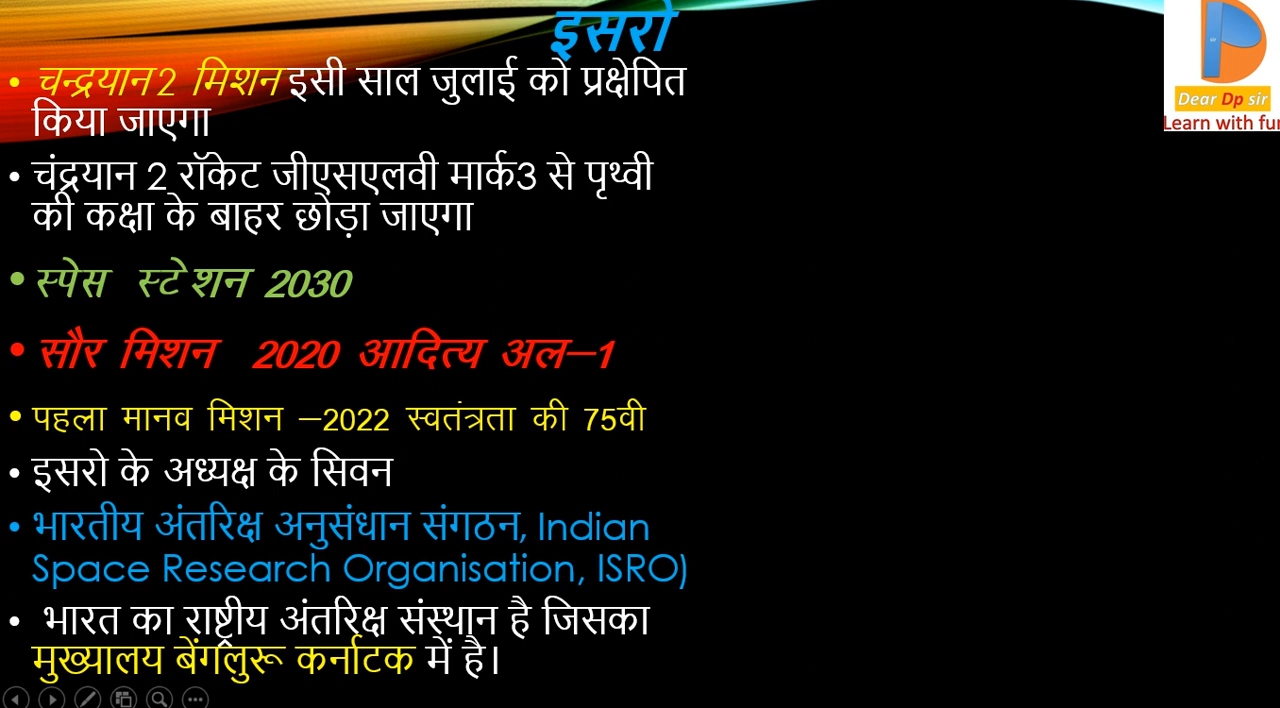 इसरो
• चन्द्रयान 2 मिशन इसी साल जुलाई को प्रक्षेपित
किया जाएगा
• चंद्रयान 2 रॉकेट जीएसएलवी मार्क3 से पृथ्वी
की कक्षा के बाहर छोड़ा जाएगा
• स्पेस स्टेशन 2030
• सौर मिशन 2020 आदित्य अल–1
• पहला मानव मिशन –2022 स्वतंत्रता की 75वी
• इसरो के अध्यक्ष के सिवन
• भारतीय अंतरिक्ष अनुसंधान संगठन, Indian
Space Research Organisation, ISRO)
• भारत का राष्ट्रीय अंतरिक्ष संस्थान है जिसका
मुख्यालय बेंगलुरू कर्नाटक में है।
Dear Dp sir
Learn with fun